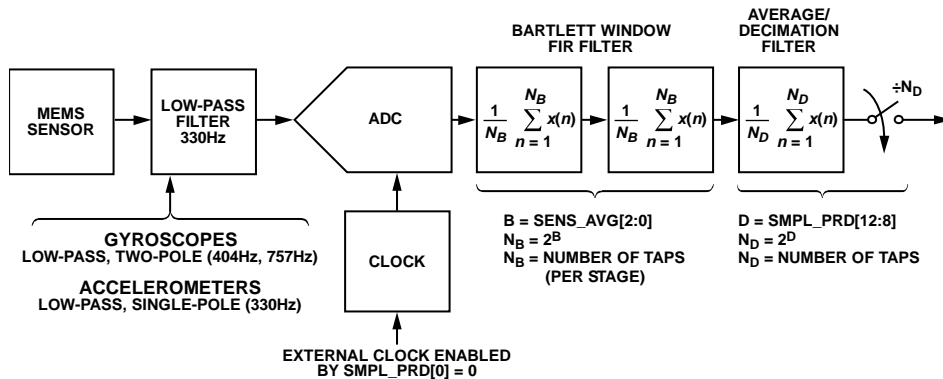 BARTLETT WINDOW
FIR FILTER
AVERAGE/
DECIMATION
FILTER
MEMS
SENSOR
LOW-PASS
FILTER
330Hz
ADC
1/N_B N_B ∑ n = 1 x(n)
1/N_B N_B ∑ n = 1 x(n)
1/N_D N_D ∑ n = 1 x(n)
÷N_D
GYROSCOPES
LOW-PASS, TWO-POLE (404Hz, 757Hz)
ACCELEROMETERS
LOW-PASS, SINGLE-POLE (330Hz)
CLOCK
EXTERNAL CLOCK ENABLED
BY SMPL_PRD[0] = 0
B = SENS_AVG[2:0]
N_B = 2^B
N_B = NUMBER OF TAPS
(PER STAGE)
D = SMPL_PRD[12:8]
N_D = 2^D
N_D = NUMBER OF TAPS